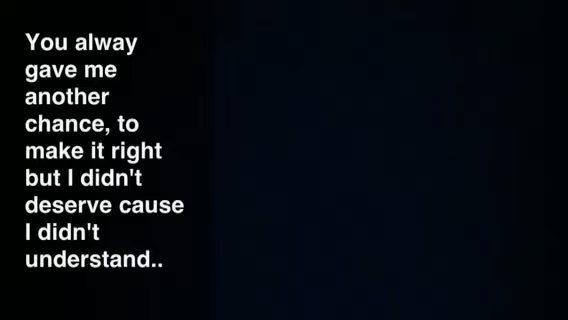 You alway
gave me
another
chance, to
make it right
but I didn't
deserve cause
I didn't
understand..